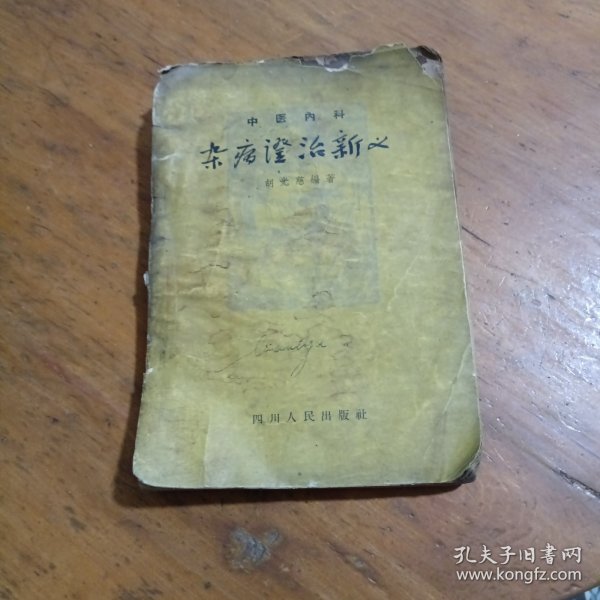 中医内科
杂病證治新义
胡光慈编著
四川人民出版社
孔夫子旧书网
www.kongfz.com